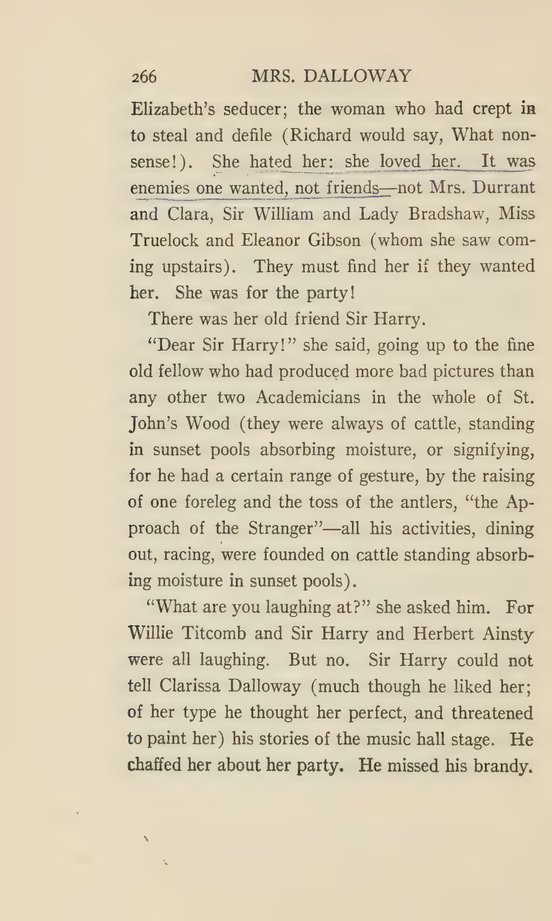 266 MRS. DALLOWAY
Elizabeth's seducer; the woman who had crept in
to steal and defile (Richard would say, What non-
sense!). She hated her: she loved her. It was
enemies one wanted, not friends—not Mrs. Durrant
and Clara, Sir William and Lady Bradshaw, Miss
Truelock and Eleanor Gibson (whom she saw com-
ing upstairs). They must find her if they wanted
her. She was for the party!
There was her old friend Sir Harry.
"Dear Sir Harry!" she said, going up to the fine
old fellow who had produced more bad pictures than
any other two Academicians in the whole of St.
John's Wood (they were always of cattle, standing
in sunset pools absorbing moisture, or signifying,
for he had a certain range of gesture, by the raising
of one foreleg and the toss of the antlers, "the Ap-
proach of the Stranger"—all his activities, dining
out, racing, were founded on cattle standing absorb-
ing moisture in sunset pools).
"What are you laughing at?" she asked him. For
Willie Titcomb and Sir Harry and Herbert Ainsty
were all laughing. But no. Sir Harry could not
tell Clarissa Dalloway (much though he liked her;
of her type he thought her perfect, and threatened
to paint her) his stories of the music hall stage. He
chaffed her about her party. He missed his brandy.